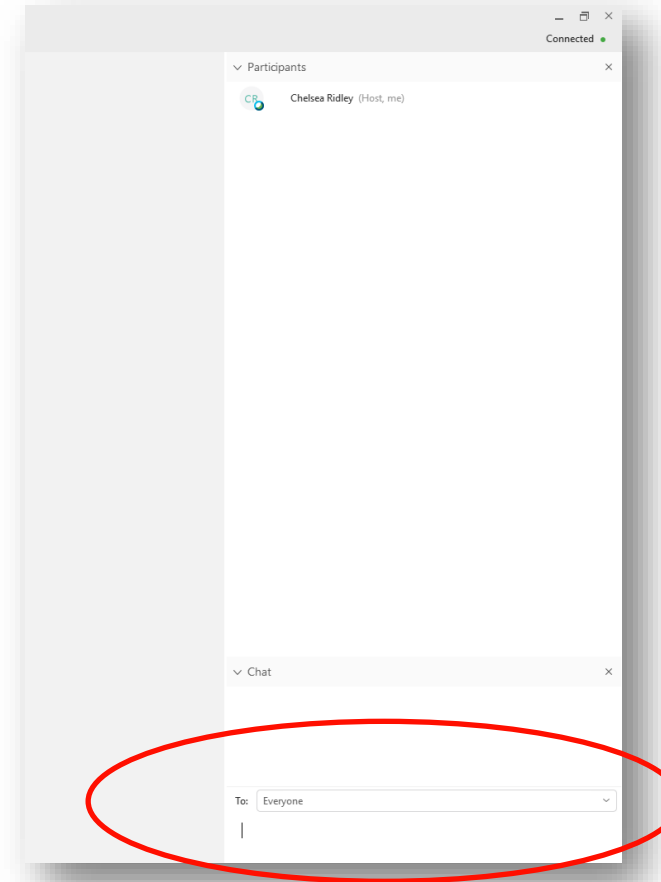 Connected
Participants
CR
Chelsea Ridley (Host, me)
Chat
To: Everyone